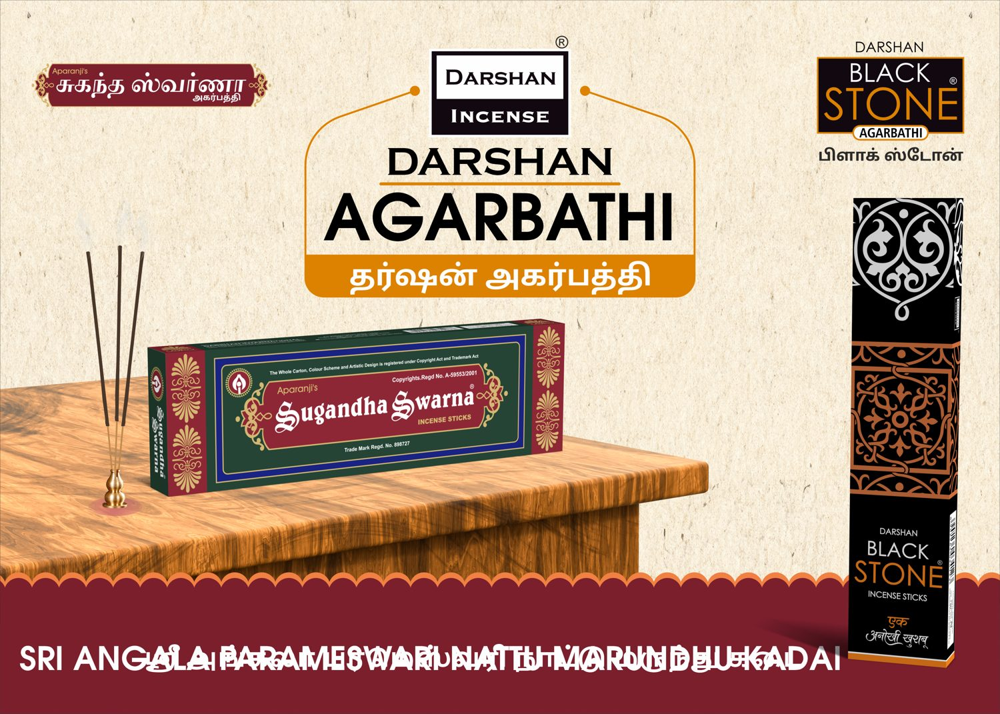 Aparanji's
சுகந்த ஸ்வர்ணா
அகர்பத்தி
®
DARSHAN
INCENSE
DARSHAN
AGARBATHI
தர்ஷன் அகர்பத்தி
DARSHAN
BLACK
STONE®
AGARBATHI
பிளாக் ஸ்டோன்
The Whole Carton, Colour Scheme and Artistic Design is registered under Copyright Act and Trademark Act
Copyrights.Regd No. A-59553/2001
Aparanji's
Sugandha Swarna®
INCENSE STICKS
Trade Mark Regd. No. 898727
Sugandha
Swarna
DARSHAN
BLACK
STONE®
INCENSE STICKS
एक
अनोखी खुशबू
SRI ANGALA PARAMESWARI NATTU MARUNDHU KADAI